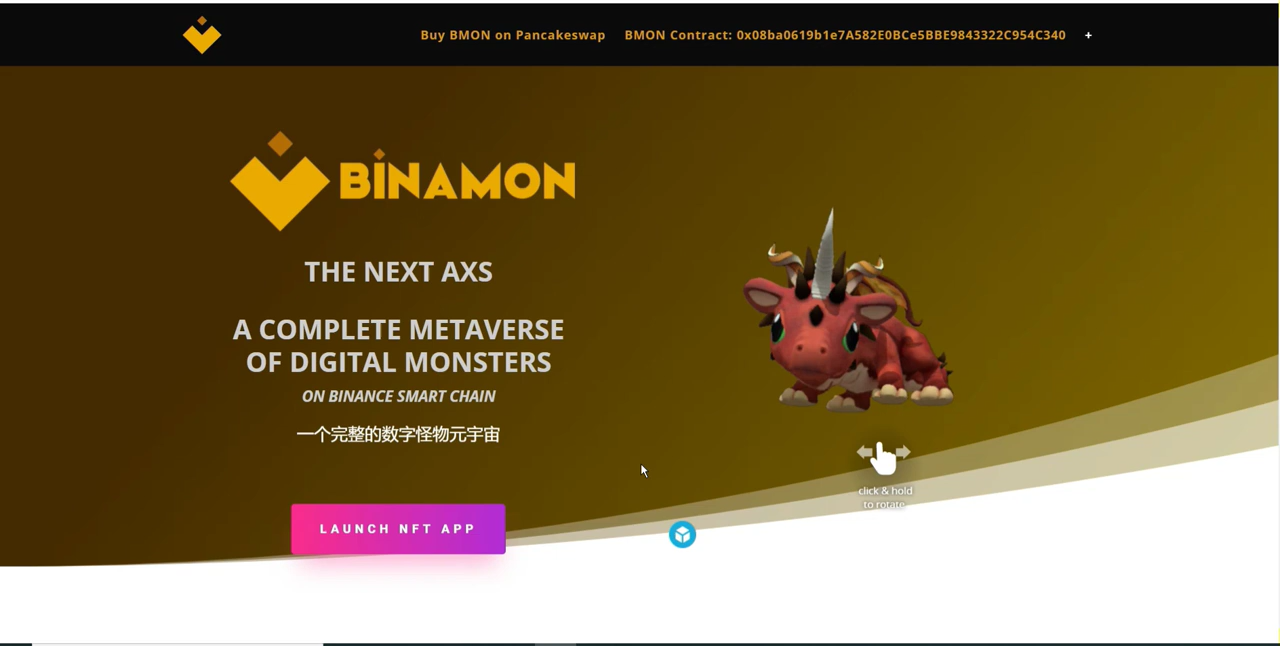 Buy BMON on Pancakeswap BMON Contract: 0x08ba0619b1e7A582E0BCe5BBE9843322C954C340 +
BINAMON
THE NEXT AXS
A COMPLETE METAVERSE
OF DIGITAL MONSTERS
ON BINANCE SMART CHAIN
一个完整的数字怪物元宇宙
LAUNCH NFT APP
click & hold
to rotate